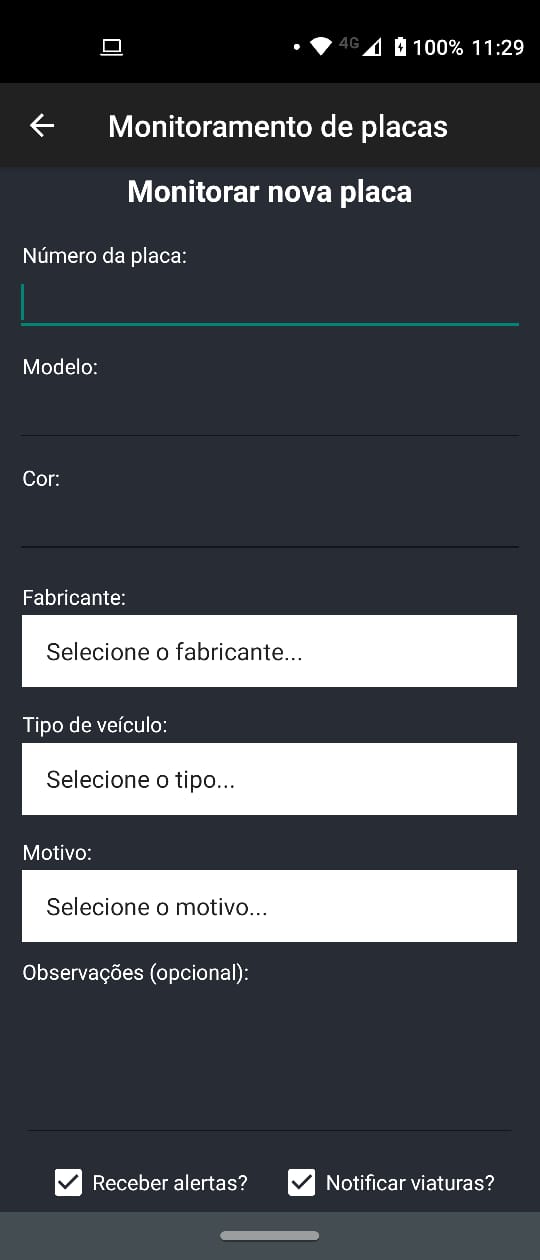 4G 100% 11:29
Monitoramento de placas
Monitorar nova placa
Número da placa:
Modelo:
Cor:
Fabricante:
Selecione o fabricante...
Tipo de veículo:
Selecione o tipo...
Motivo:
Selecione o motivo...
Observações (opcional):
Receber alertas? Notificar viaturas?